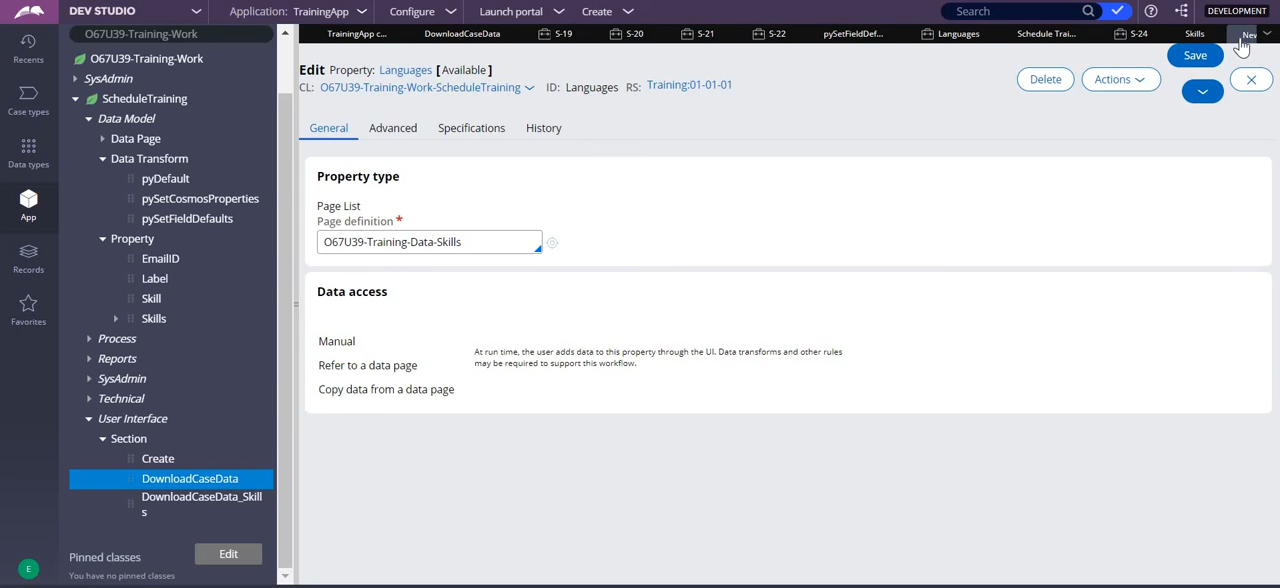 DEV STUDIO
Application: TrainingApp
Configure
Launch portal
Create
Search
DEVELOPMENT
TrainingApp c...
DownloadCaseData
S-19
S-20
S-21
S-22
pySetFieldDef...
Languages
Schedule Trai...
S-24
Skills
New
Recents
Case types
Data types
App
Records
Favorites
E
O67U39-Training-Work
O67U39-Training-Work
SysAdmin
ScheduleTraining
Data Model
Data Page
Data Transform
pyDefault
pySetCosmosProperties
pySetFieldDefaults
Property
EmailID
Label
Skill
Skills
Process
Reports
SysAdmin
Technical
User Interface
Section
Create
DownloadCaseData
DownloadCaseData_Skill
s
Pinned classes
Edit
You have no pinned classes
Edit Property: Languages [Available]
CL: O67U39-Training-Work-ScheduleTraining ID: Languages RS: Training:01-01-01
Delete
Actions
Save
General
Advanced
Specifications
History
Property type
Page List
Page definition *
O67U39-Training-Data-Skills
Data access
Manual
Refer to a data page
Copy data from a data page
At run time, the user adds data to this property through the UI. Data transforms and other rules
may be required to support this workflow.